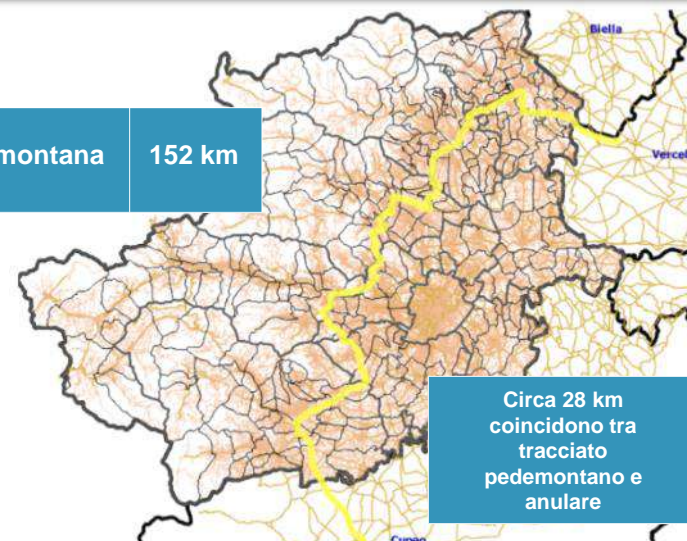 Biella
montana 152 km
Vercel
Circa 28 km
coincidono tra
tracciato
pedemontano e
anulare
Cuneo